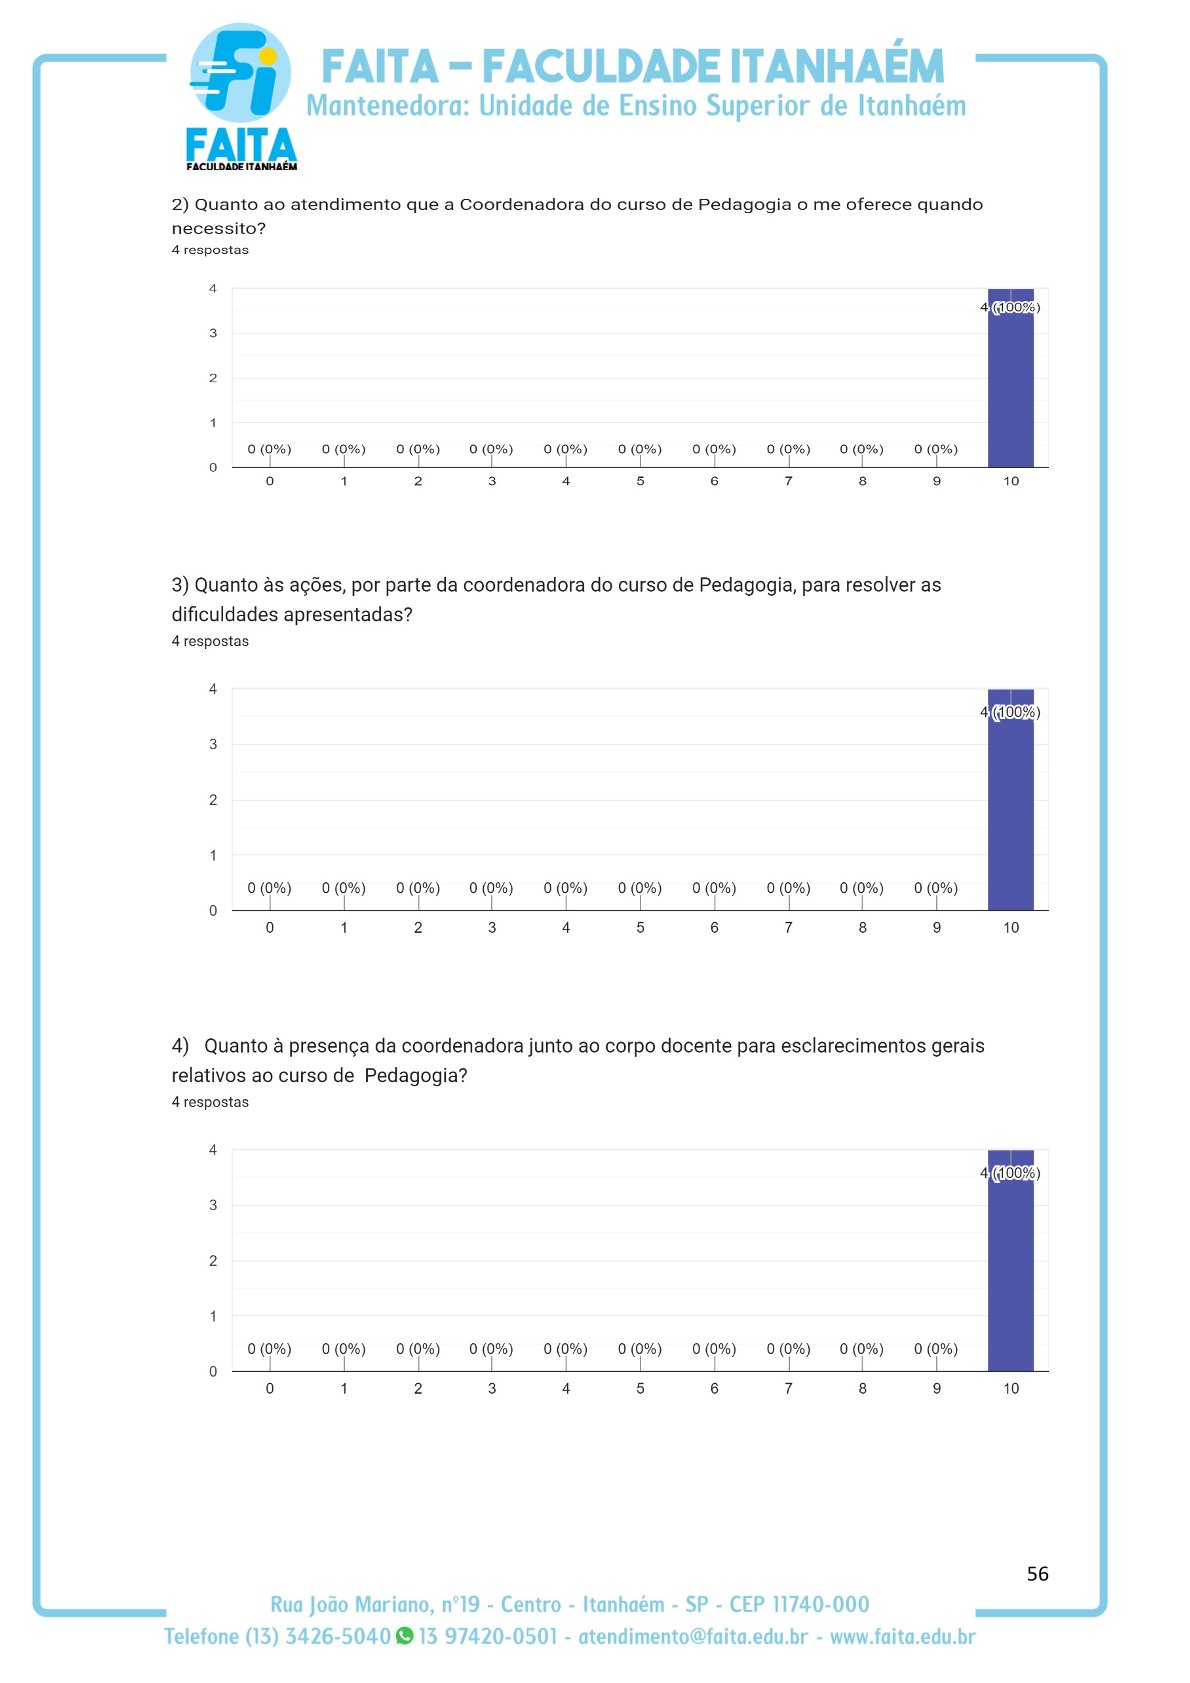 FAITA – FACULDADE ITANHAÉM
Mantenedora: Unidade de Ensino Superior de Itanhaém
Fi
FAITA
FACULDADE ITANHAÉM
2) Quanto ao atendimento que a Coordenadora do curso de Pedagogia o me oferece quando
necessito?
4 respostas
4
4 (100%)
3
2
1
0 (0%) 0 (0%) 0 (0%) 0 (0%) 0 (0%) 0 (0%) 0 (0%) 0 (0%) 0 (0%) 0 (0%)
0
0 1 2 3 4 5 6 7 8 9 10
3) Quanto às ações, por parte da coordenadora do curso de Pedagogia, para resolver as
dificuldades apresentadas?
4 respostas
4
4 (100%)
3
2
1
0 (0%) 0 (0%) 0 (0%) 0 (0%) 0 (0%) 0 (0%) 0 (0%) 0 (0%) 0 (0%) 0 (0%)
0
0 1 2 3 4 5 6 7 8 9 10
4) Quanto à presença da coordenadora junto ao corpo docente para esclarecimentos gerais
relativos ao curso de Pedagogia?
4 respostas
4
4 (100%)
3
2
1
0 (0%) 0 (0%) 0 (0%) 0 (0%) 0 (0%) 0 (0%) 0 (0%) 0 (0%) 0 (0%) 0 (0%)
0
0 1 2 3 4 5 6 7 8 9 10
56
Rua João Mariano, nº19 - Centro - Itanhaém - SP - CEP 11740-000
Telefone (13) 3426-5040 13 97420-0501 - atendimento@faita.edu.br - www.faita.edu.br